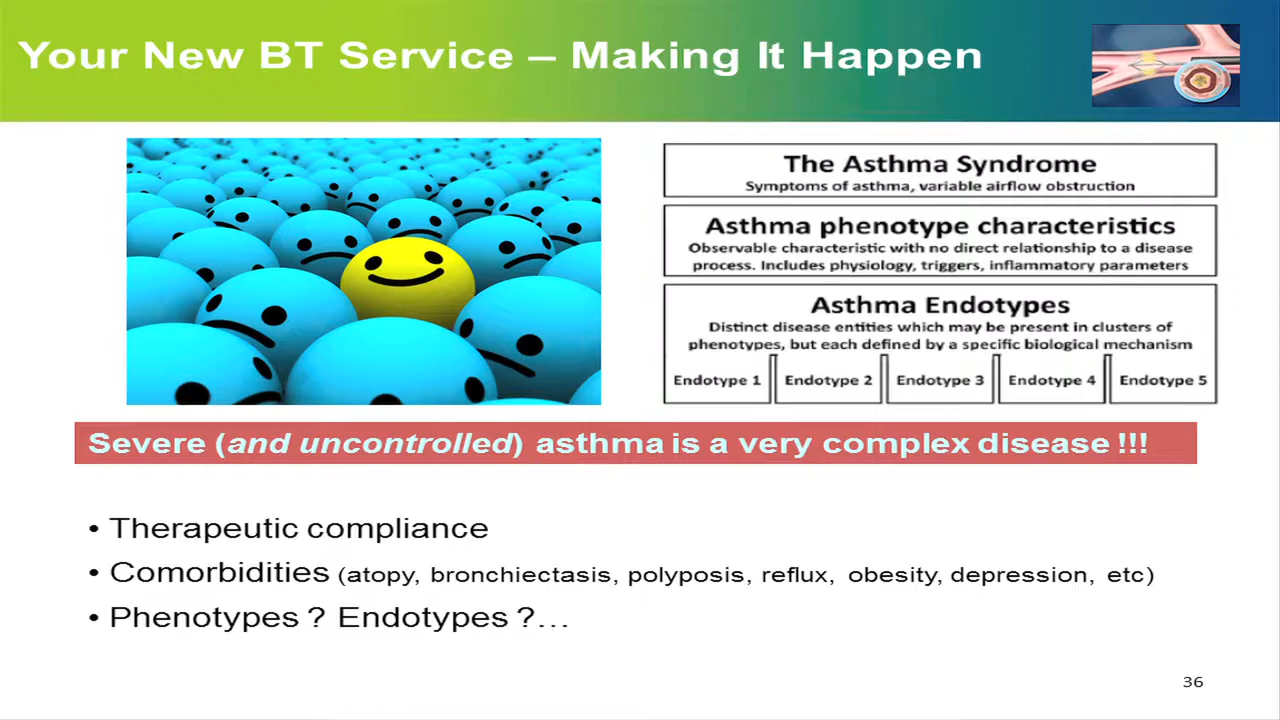 Your New BT Service – Making It Happen
The Asthma Syndrome
Symptoms of asthma, variable airflow obstruction
Asthma phenotype characteristics
Observable characteristic with no direct relationship to a disease
process. Includes physiology, triggers, inflammatory parameters
Asthma Endotypes
Distinct disease entities which may be present in clusters of
phenotypes, but each defined by a specific biological mechanism
Endotype 1 Endotype 2 Endotype 3 Endotype 4 Endotype 5
Severe (and uncontrolled) asthma is a very complex disease !!!
• Therapeutic compliance
• Comorbidities (atopy, bronchiectasis, polyposis, reflux, obesity, depression, etc)
• Phenotypes ? Endotypes ?...
36